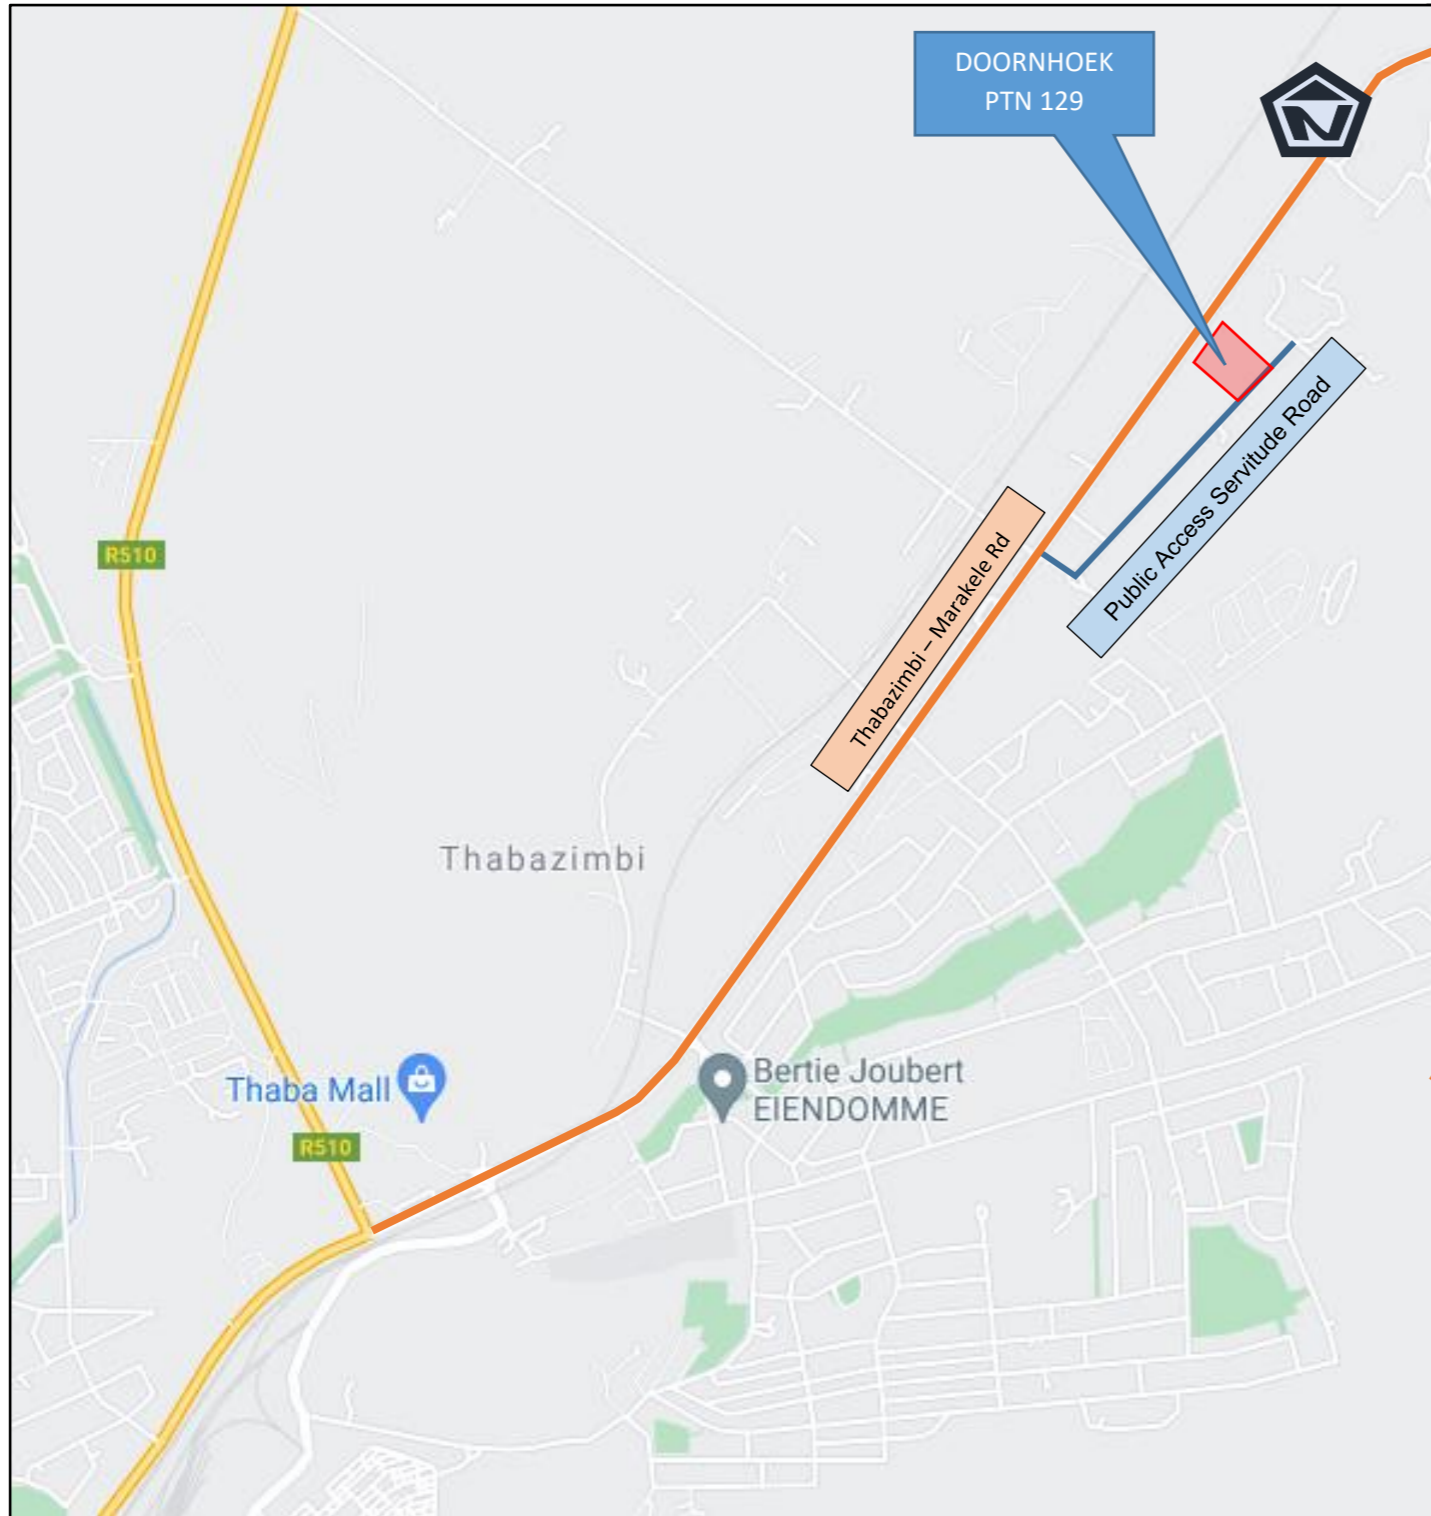 DOORNHOEK
PTN 129
N
R510
Thabazimbi – Marakele Rd
Public Access Servitude Road
Thabazimbi
Thaba Mall
Bertie Joubert
EIENDOMME
R510